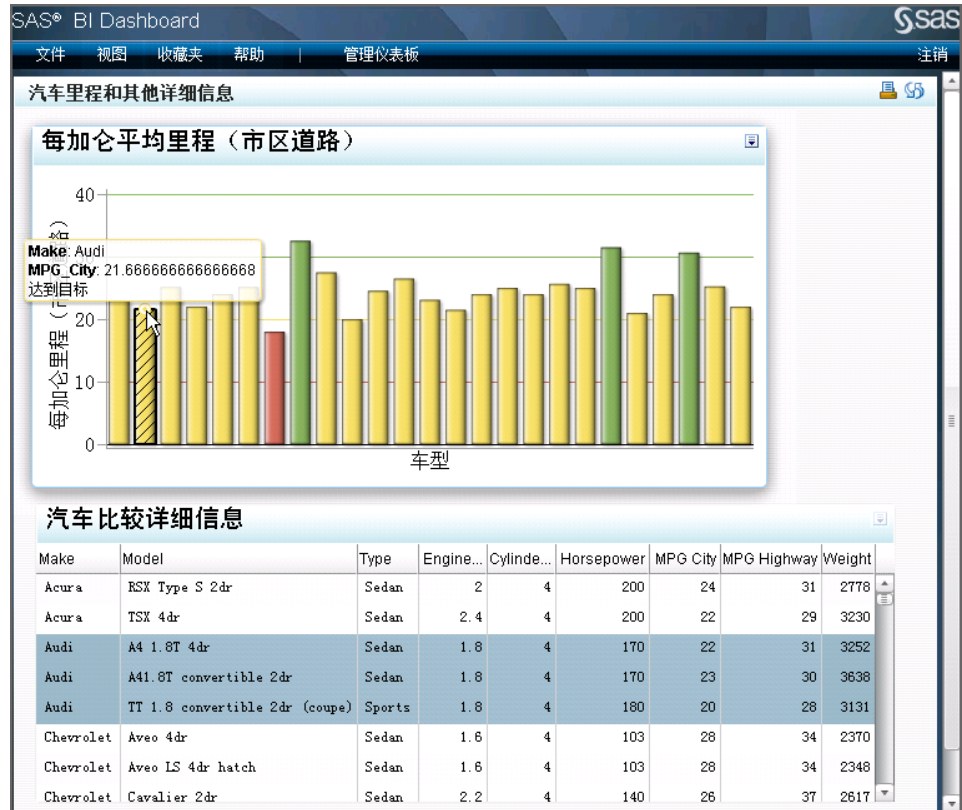 SAS® BI Dashboard
sas
文件 视图 收藏夹 帮助 | 管理仪表板 注销
汽车里程和其他详细信息
每加仑平均里程（市区道路）
40
Make: Audi
MPG_City: 21.666666666666668
达到目标
20
10
0
每加仑里程
车型
汽车比较详细信息
Make Model Type Engine... Cylinde... Horsepower MPG City MPG Highway Weight
Acura RSX Type S 2dr Sedan 2 4 200 24 31 2778
Acura TSX 4dr Sedan 2.4 4 200 22 29 3230
Audi A4 1.8T 4dr Sedan 1.8 4 170 22 31 3252
Audi A41.8T convertible 2dr Sedan 1.8 4 170 23 30 3638
Audi TT 1.8 convertible 2dr (coupe) Sports 1.8 4 180 20 28 3131
Chevrolet Aveo 4dr Sedan 1.6 4 103 28 34 2370
Chevrolet Aveo LS 4dr hatch Sedan 1.6 4 103 28 34 2348
Chevrolet Cavalier 2dr Sedan 2.2 4 140 26 37 2617